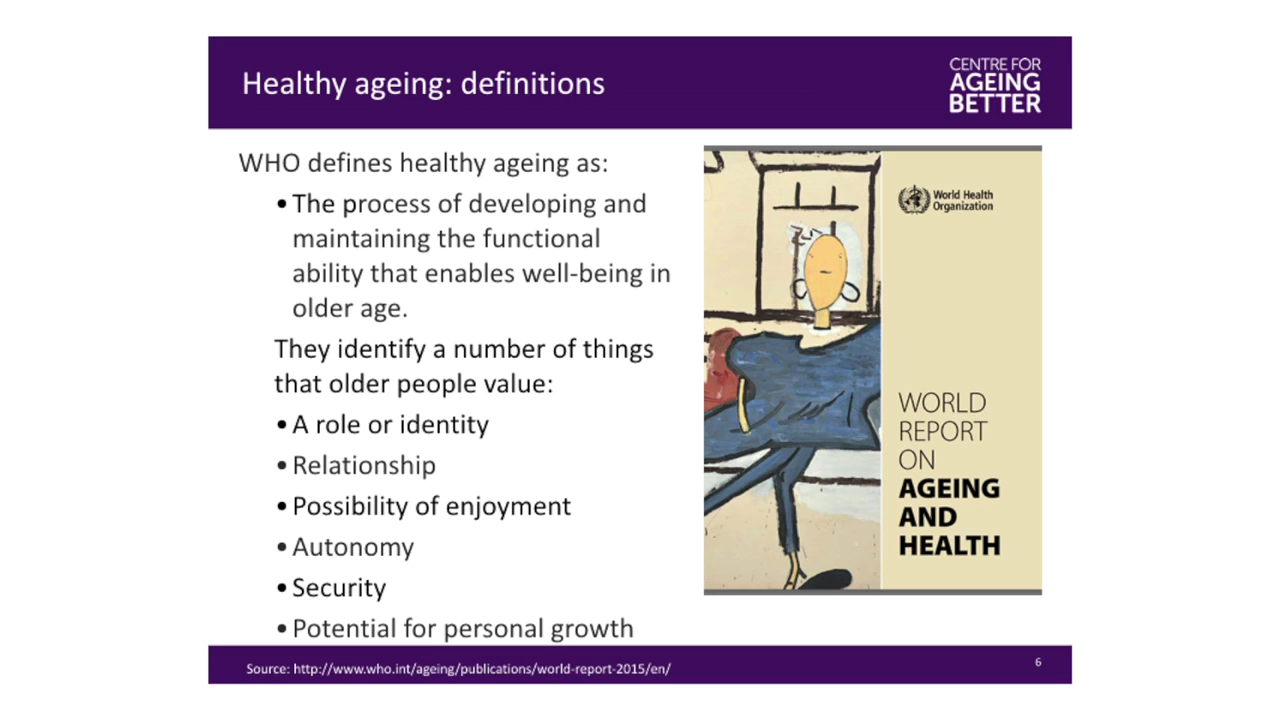 Healthy ageing: definitions
CENTRE FOR
AGEING
BETTER
WHO defines healthy ageing as:
• The process of developing and
maintaining the functional
ability that enables well-being in
older age.
They identify a number of things
that older people value:
• A role or identity
• Relationship
• Possibility of enjoyment
• Autonomy
• Security
• Potential for personal growth
World Health
Organization
WORLD
REPORT
ON
AGEING
AND
HEALTH
Source: http://www.who.int/ageing/publications/world-report-2015/en/
6